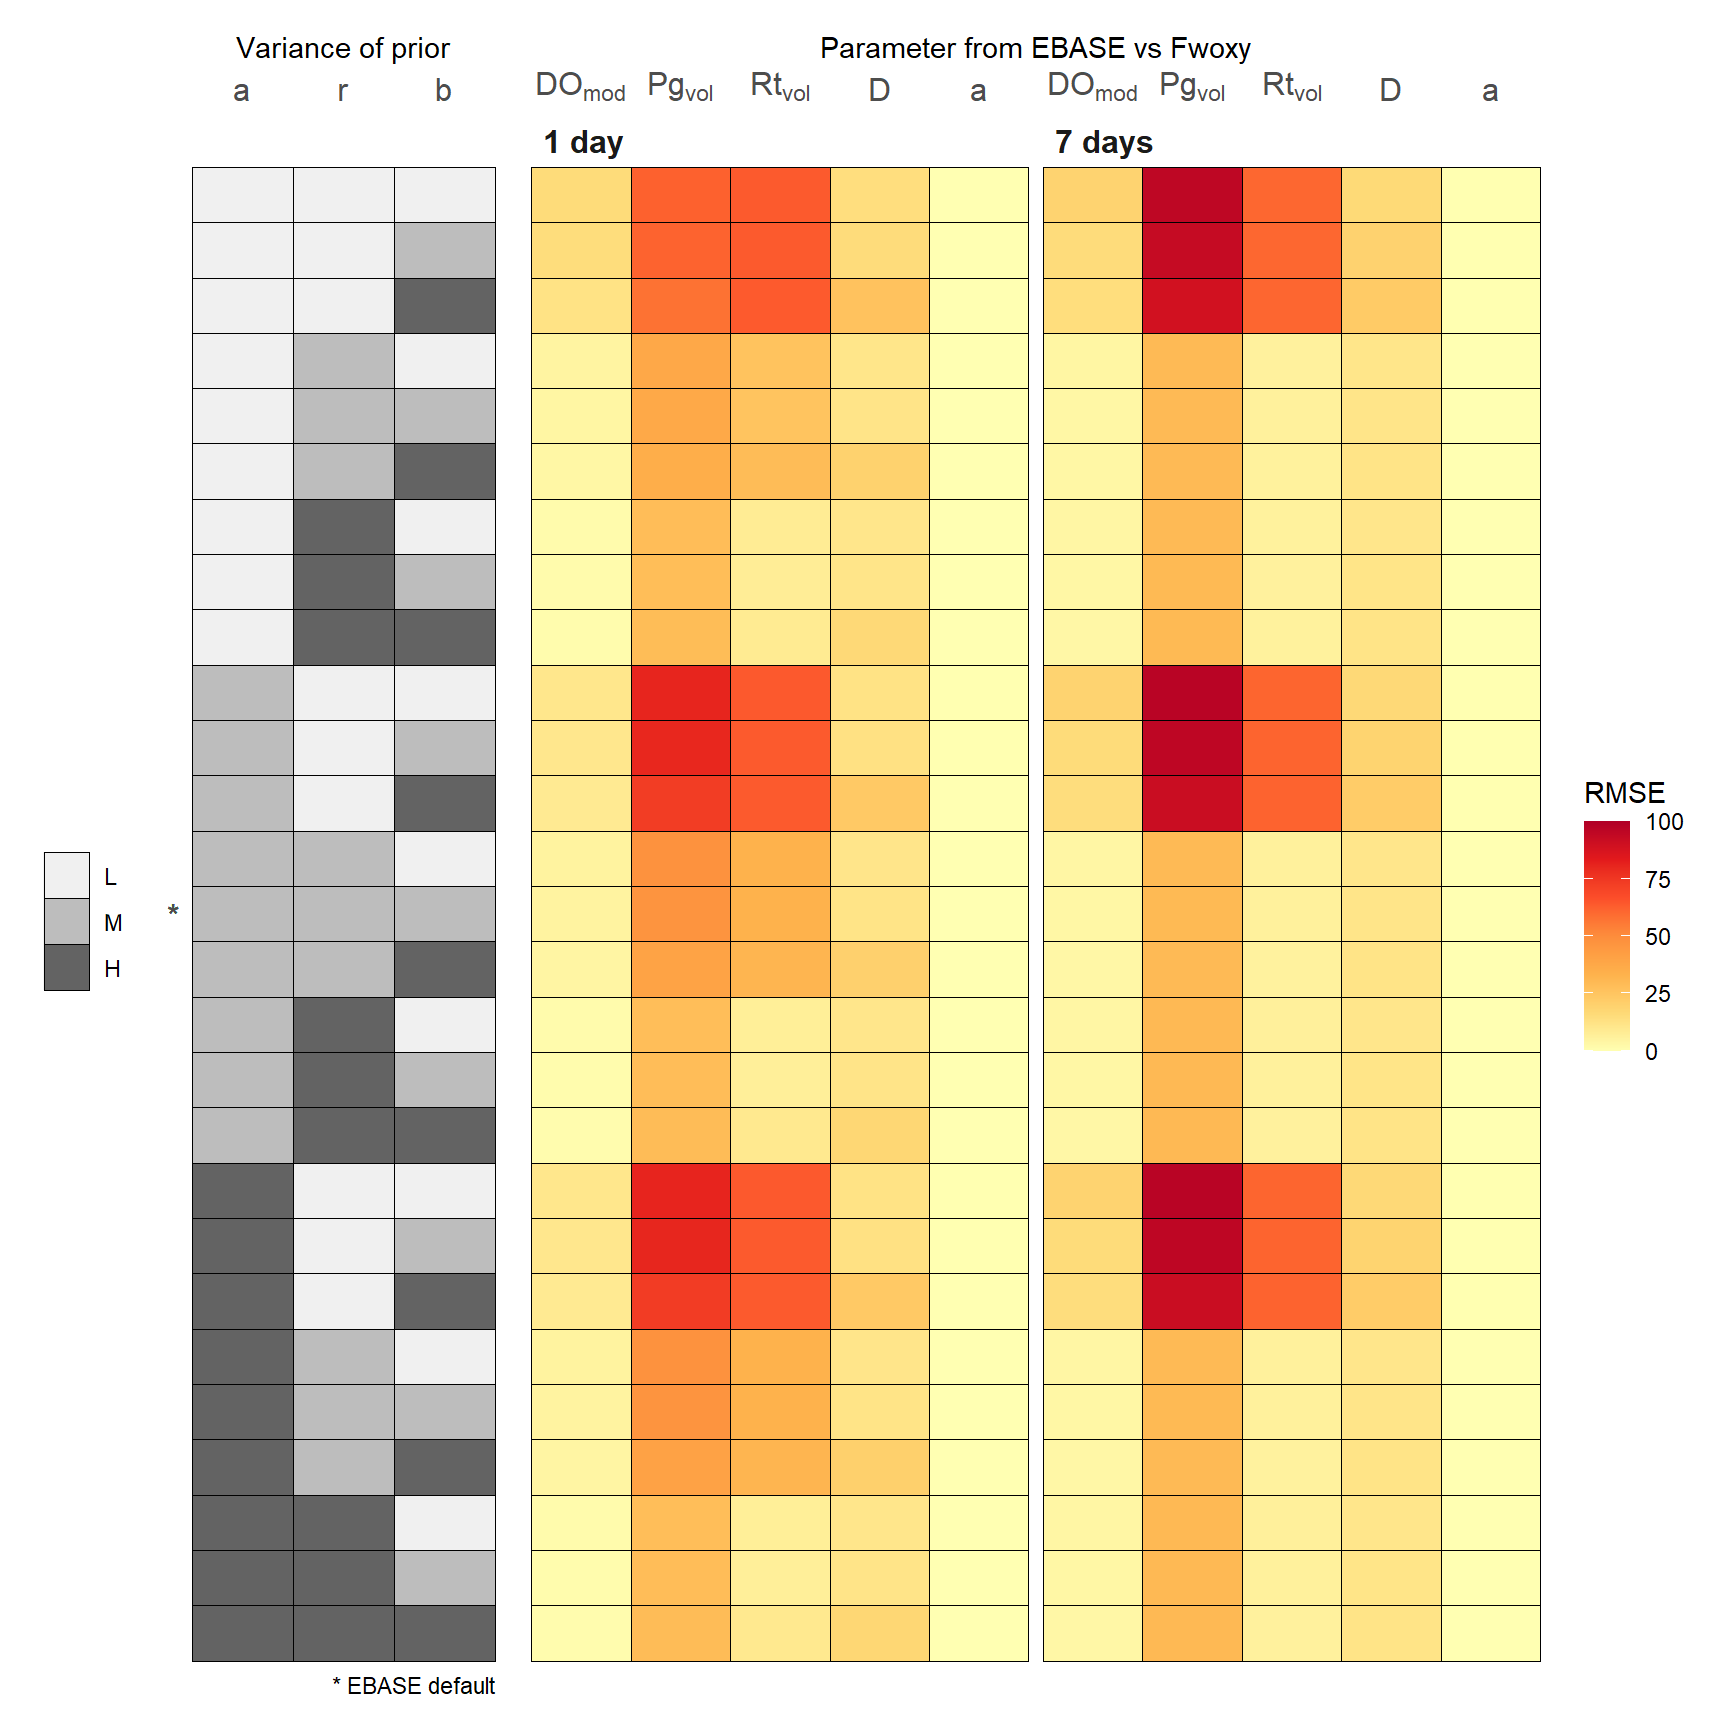 Variance of prior
Parameter from EBASE vs Fwoxy
a r b
DOmod Pgvol Rtvol D a
DOmod Pgvol Rtvol D a
1 day
7 days
RMSE
100
75
50
25
0
L
M
H
*
* EBASE default